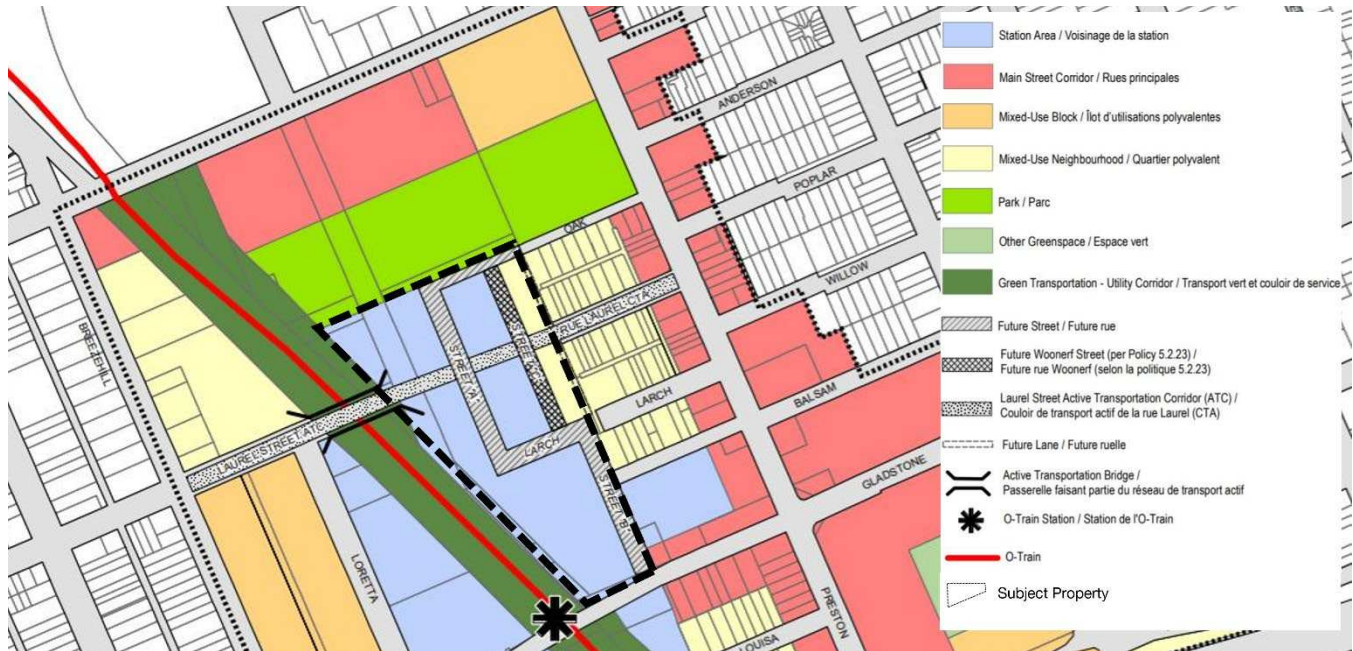 Station Area / Voisinage de la station
Main Street Corridor / Rues principales
Mixed-Use Block / Îlot d'utilisations polyvalentes
Mixed-Use Neighbourhood / Quartier polyvalent
Park / Parc
Other Greenspace / Espace vert
Green Transportation - Utility Corridor / Transport vert et couloir de service
Future Street / Future rue
Future Woonerf Street (per Policy 5.2.23) /
Future rue Woonerf (selon la politique 5.2.23)
Laurel Street Active Transportation Corridor (ATC) /
Couloir de transport actif de la rue Laurel (CTA)
Future Lane / Future ruelle
Active Transportation Bridge /
Passerelle faisant partie du réseau de transport actif
O-Train Station / Station de l'O-Train
O-Train
Subject Property
ANDERSON
POPLAR
OAK
WILLOW
RUE LAUREL CTA
STREET 'A'
LARCH
BALSAM
BREEZEHILL
LAUREL STREET ATC
LARCH
STREET 'B'
GLADSTONE
LORETTA
PRESTON
LOUISA